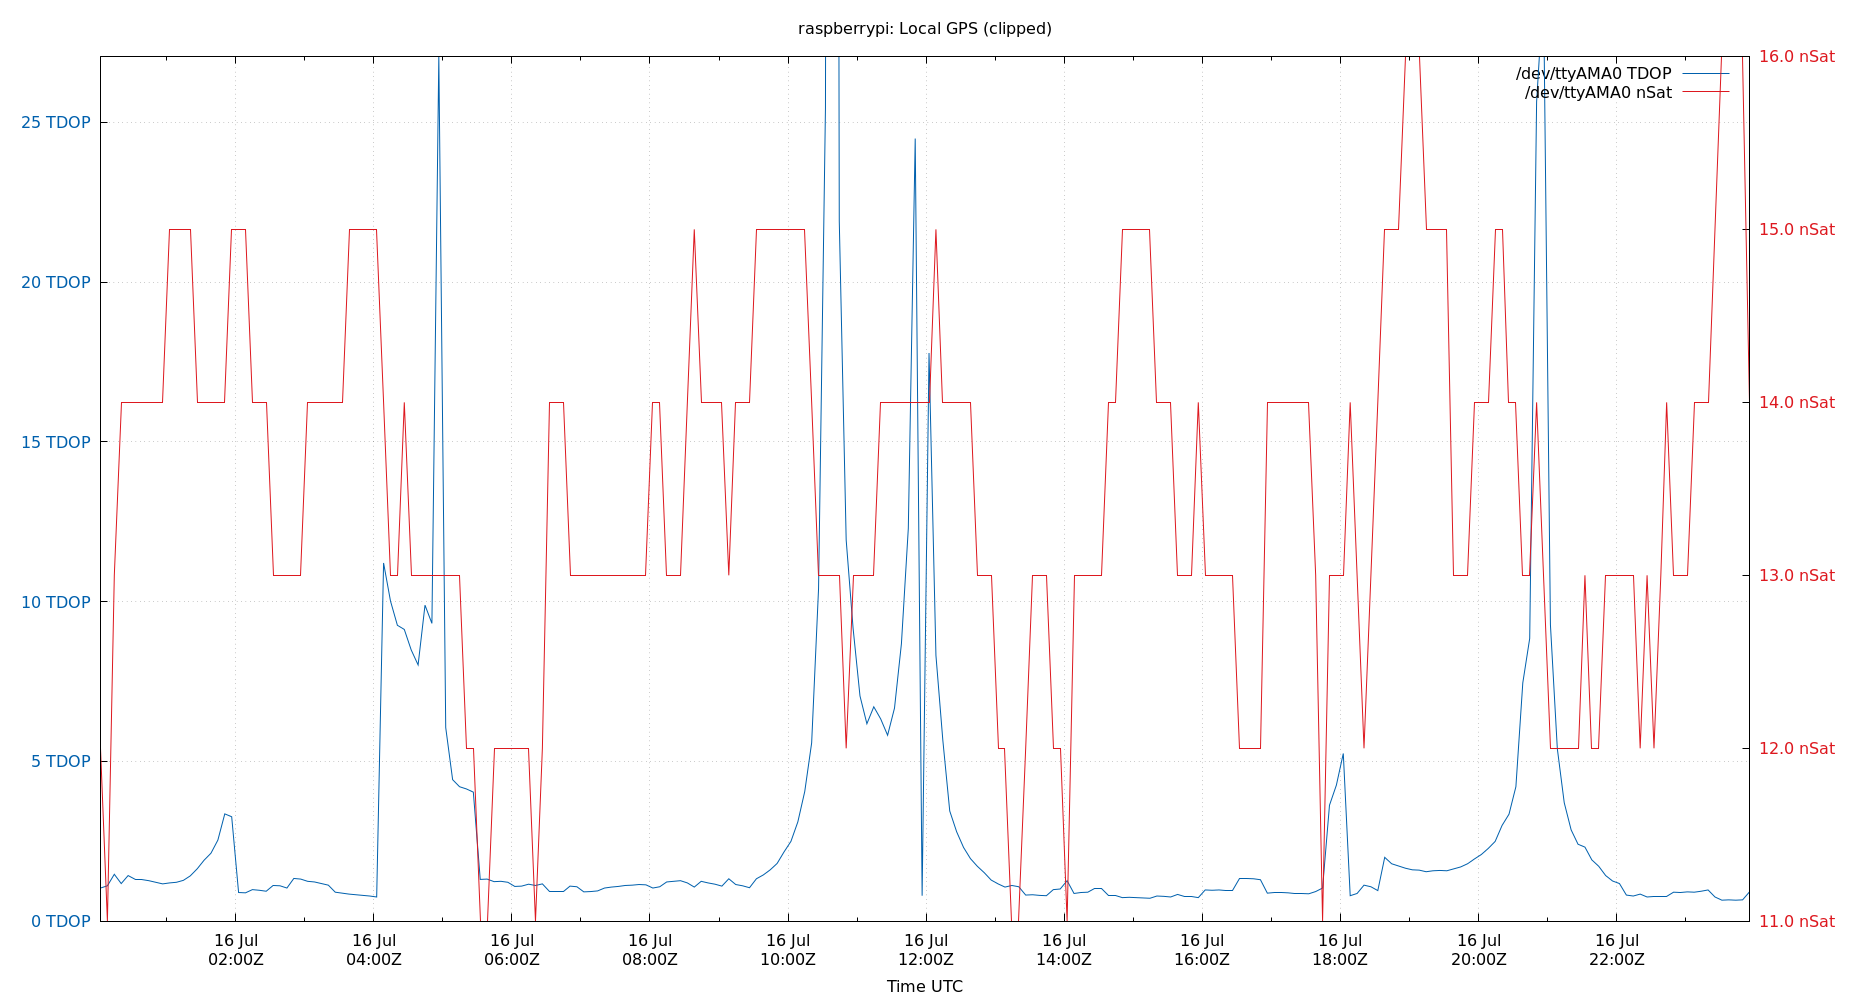 raspberrypi: Local GPS (clipped)
16.0 nSat
/dev/ttyAMA0 TDOP
/dev/ttyAMA0 nSat
25 TDOP
15.0 nSat
20 TDOP
14.0 nSat
15 TDOP
13.0 nSat
10 TDOP
12.0 nSat
5 TDOP
0 TDOP
11.0 nSat
16 Jul 16 Jul 16 Jul 16 Jul 16 Jul 16 Jul 16 Jul 16 Jul 16 Jul 16 Jul 16 Jul
02:00Z 04:00Z 06:00Z 08:00Z 10:00Z 12:00Z 14:00Z 16:00Z 18:00Z 20:00Z 22:00Z
Time UTC